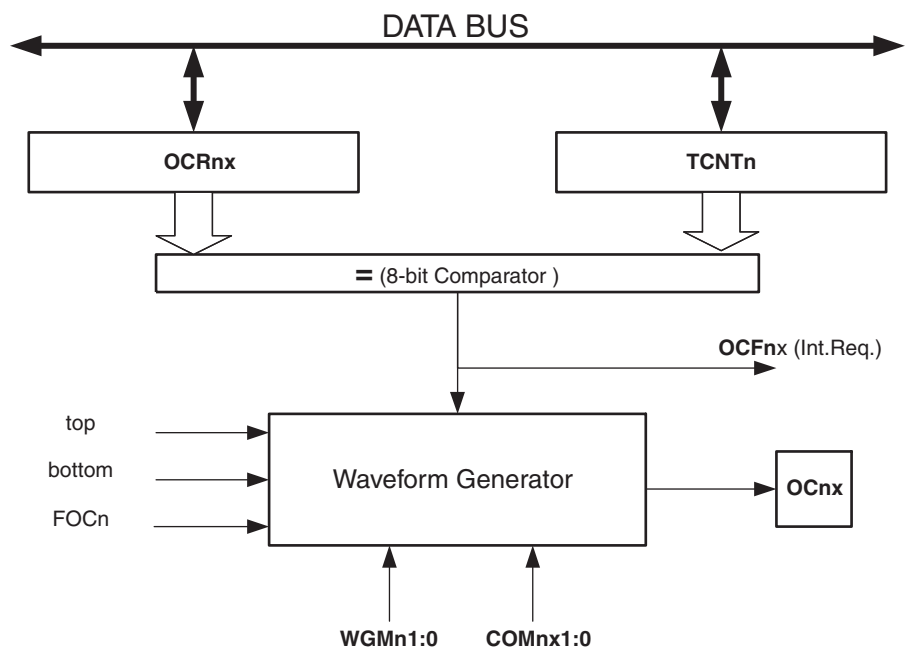 DATA BUS
OCRnx
TCNTn
= (8-bit Comparator )
OCFnx (Int.Req.)
top
bottom
FOCn
Waveform Generator
OCnx
WGMn1:0
COMnx1:0